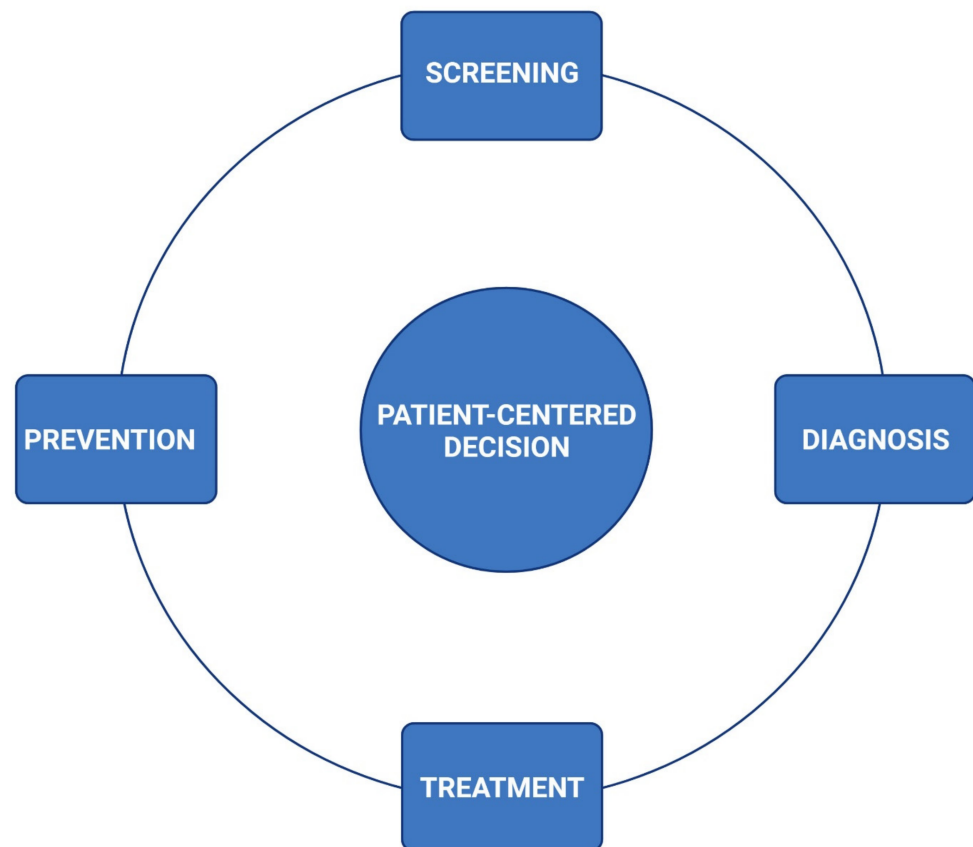 SCREENING
PREVENTION
PATIENT-CENTERED
DECISION
DIAGNOSIS
TREATMENT